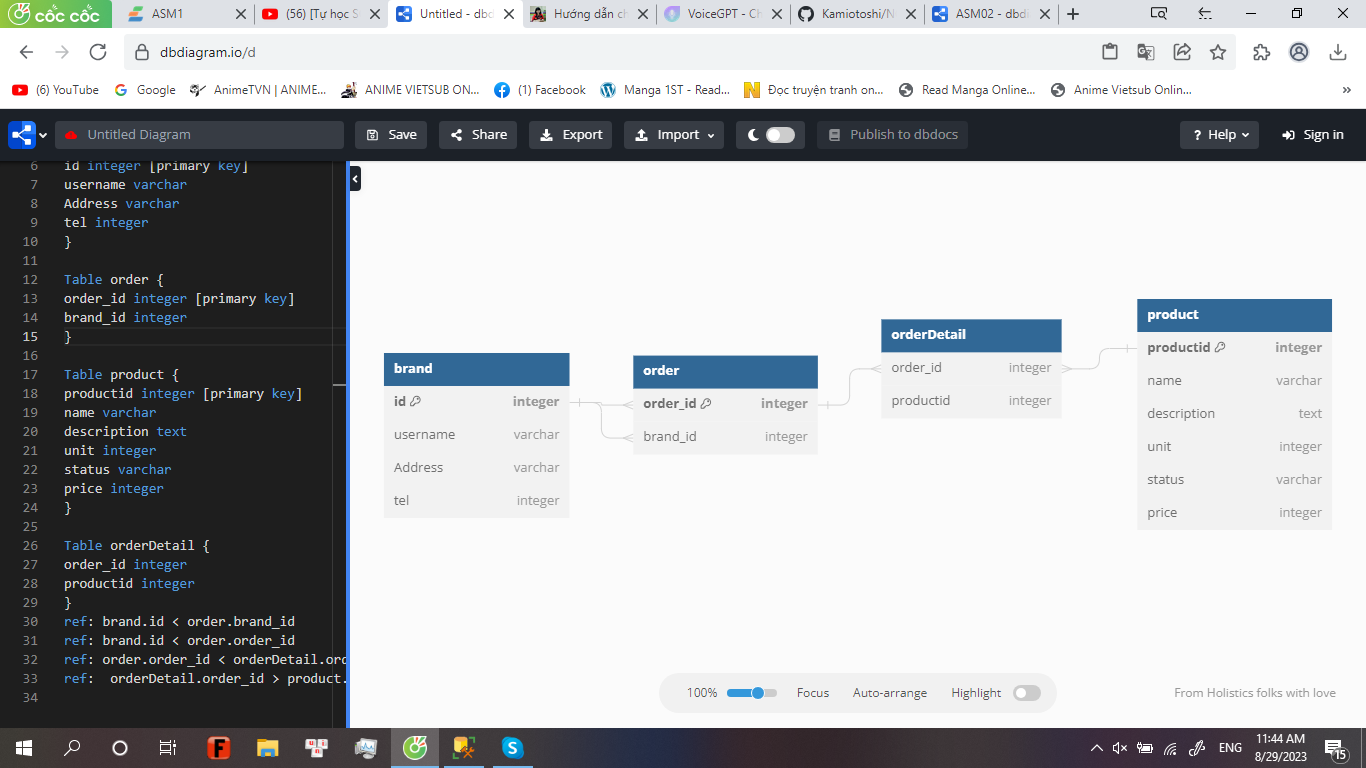 cốc cốc
ASM1
(56) [Tự học S
Untitled - dbd
Hướng dẫn ch
VoiceGPT - Ch
Kamiotoshi/N
ASM02 - dbdi
dbdiagram.io/d
(6) YouTube
Google
AnimeTVN | ANIME...
ANIME VIETSUB ON...
(1) Facebook
Manga 1ST - Read...
Đọc truyện tranh on...
Read Manga Online...
Anime Vietsub Onlin...
Untitled Diagram
Save
Share
Export
Import
Publish to dbdocs
? Help
Sign in
6 id integer [primary key]
7 username varchar
8 Address varchar
9 tel integer
10 }
11
12 Table order {
13 order_id integer [primary key]
14 brand_id integer
15 }
16
17 Table product {
18 productid integer [primary key]
19 name varchar
20 description text
21 unit integer
22 status varchar
23 price integer
24 }
25
26 Table orderDetail {
27 order_id integer
28 productid integer
29 }
30 ref: brand.id < order.brand_id
31 ref: brand.id < order.order_id
32 ref: order.order_id < orderDetail.ord
33 ref:  orderDetail.order_id > product.
34
brand
id integer
username varchar
Address varchar
tel integer
order
order_id integer
brand_id integer
orderDetail
order_id integer
productid integer
product
productid integer
name varchar
description text
unit integer
status varchar
price integer
100%
Focus
Auto-arrange
Highlight
From Holistics folks with love
ENG
11:44 AM
8/29/2023
15